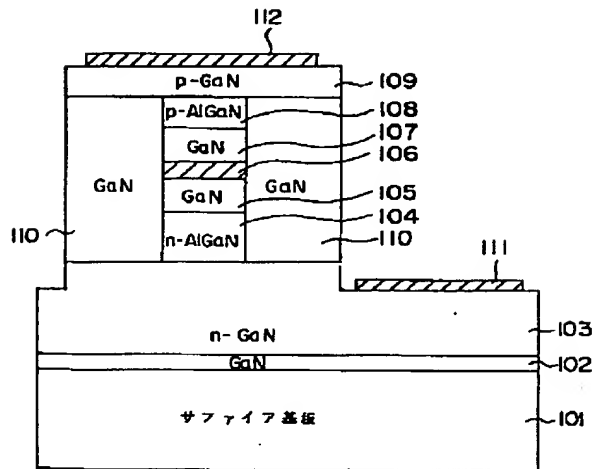 112
p-GaN
109
p-AlGaN
108
GaN
107
106
GaN
GaN
GaN
105
104
n-AlGaN
110
110
111
n-GaN
103
GaN
102
サファイア基板
101